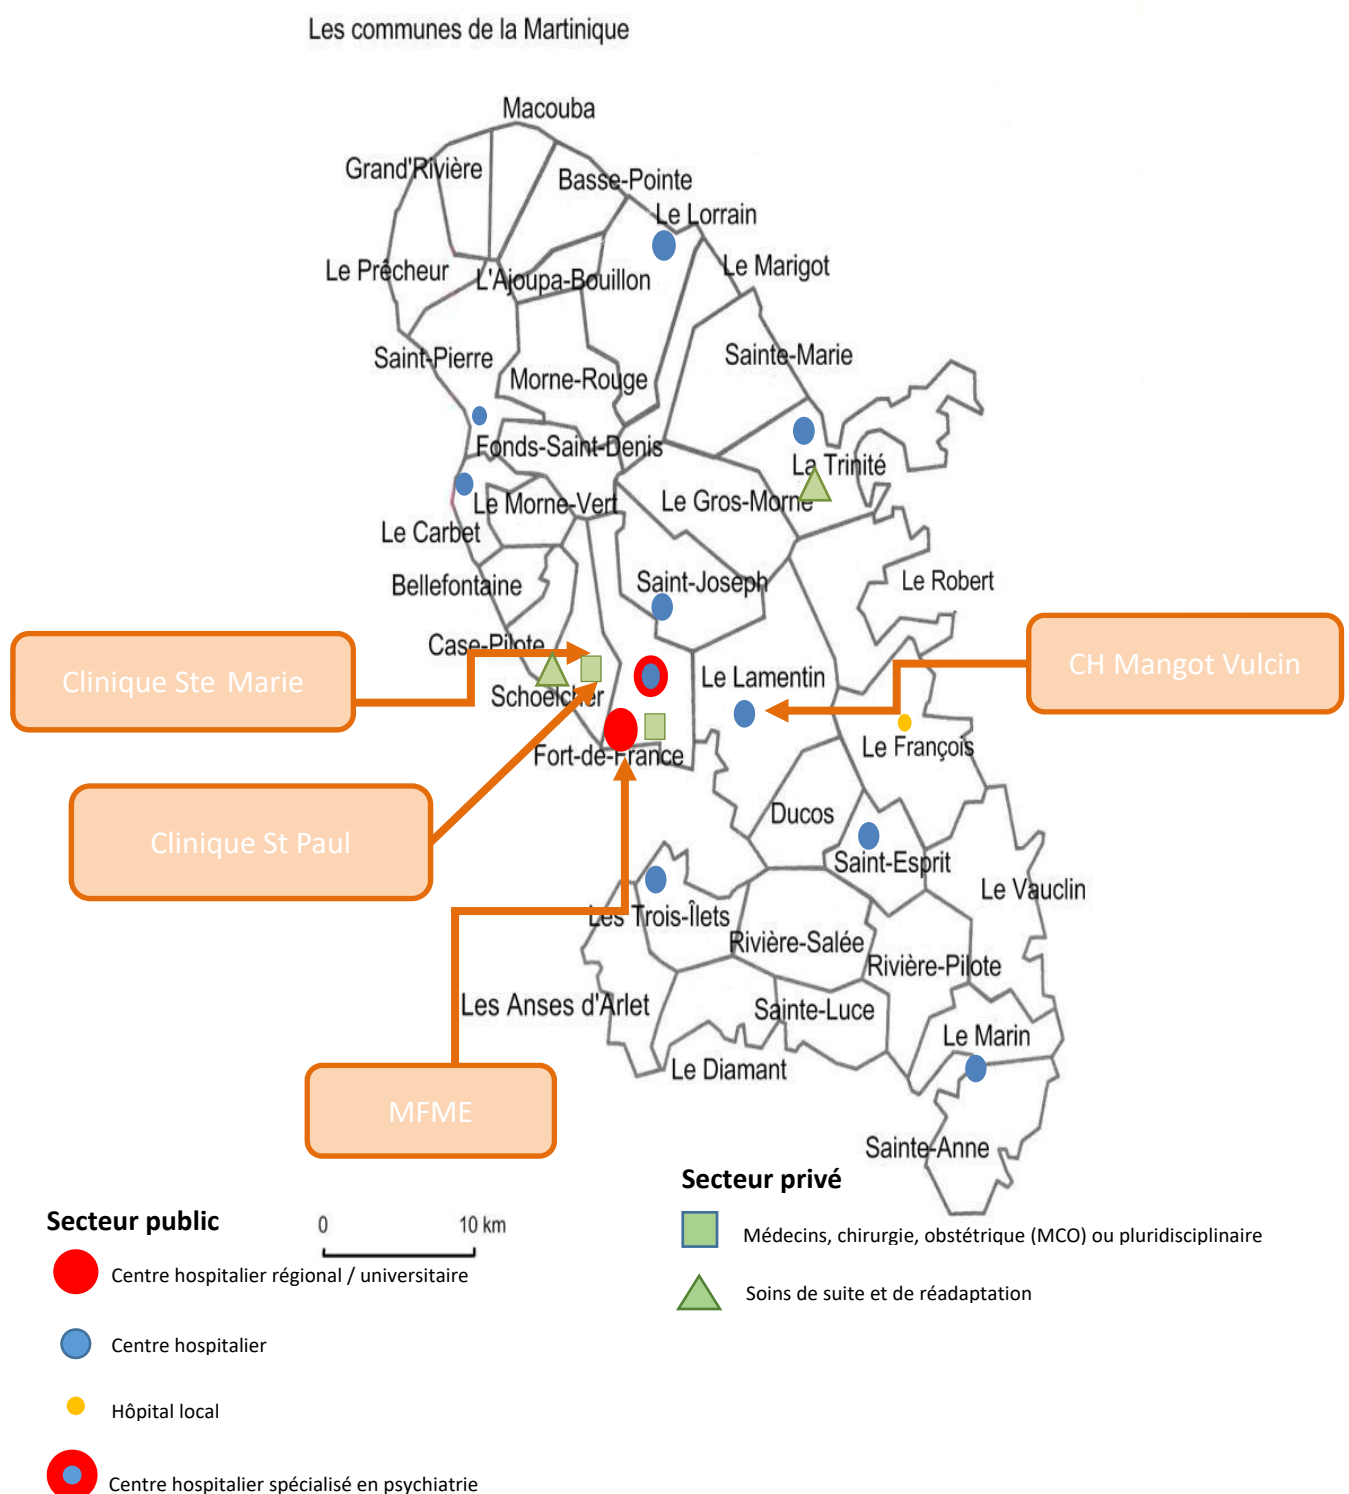 Les communes de la Martinique
Macouba
Grand'Rivière
Basse-Pointe
Le Lorrain
Le Marigot
Le Prêcheur
L'Ajoupa-Bouillon
Saint-Pierre
Sainte-Marie
Morne-Rouge
Fonds-Saint-Denis
La Trinité
Le Morne-Vert
Le Gros-Morne
Le Carbet
Bellefontaine
Saint-Joseph
Le Robert
Case-Pilote
Clinique Ste Marie
Le Lamentin
CH Mangot Vulcin
Schoelcher
Fort-de-France
Le François
Clinique St Paul
Ducos
Saint-Esprit
Le Vauclin
Les Trois-Îlets
Rivière-Salée
Rivière-Pilote
Les Anses d'Arlet
Sainte-Luce
Le Marin
Le Diamant
MFME
Sainte-Anne
Secteur public
0 10 km
Centre hospitalier régional / universitaire
Centre hospitalier
Hôpital local
Centre hospitalier spécialisé en psychiatrie
Secteur privé
Médecins, chirurgie, obstétrique (MCO) ou pluridisciplinaire
Soins de suite et de réadaptation